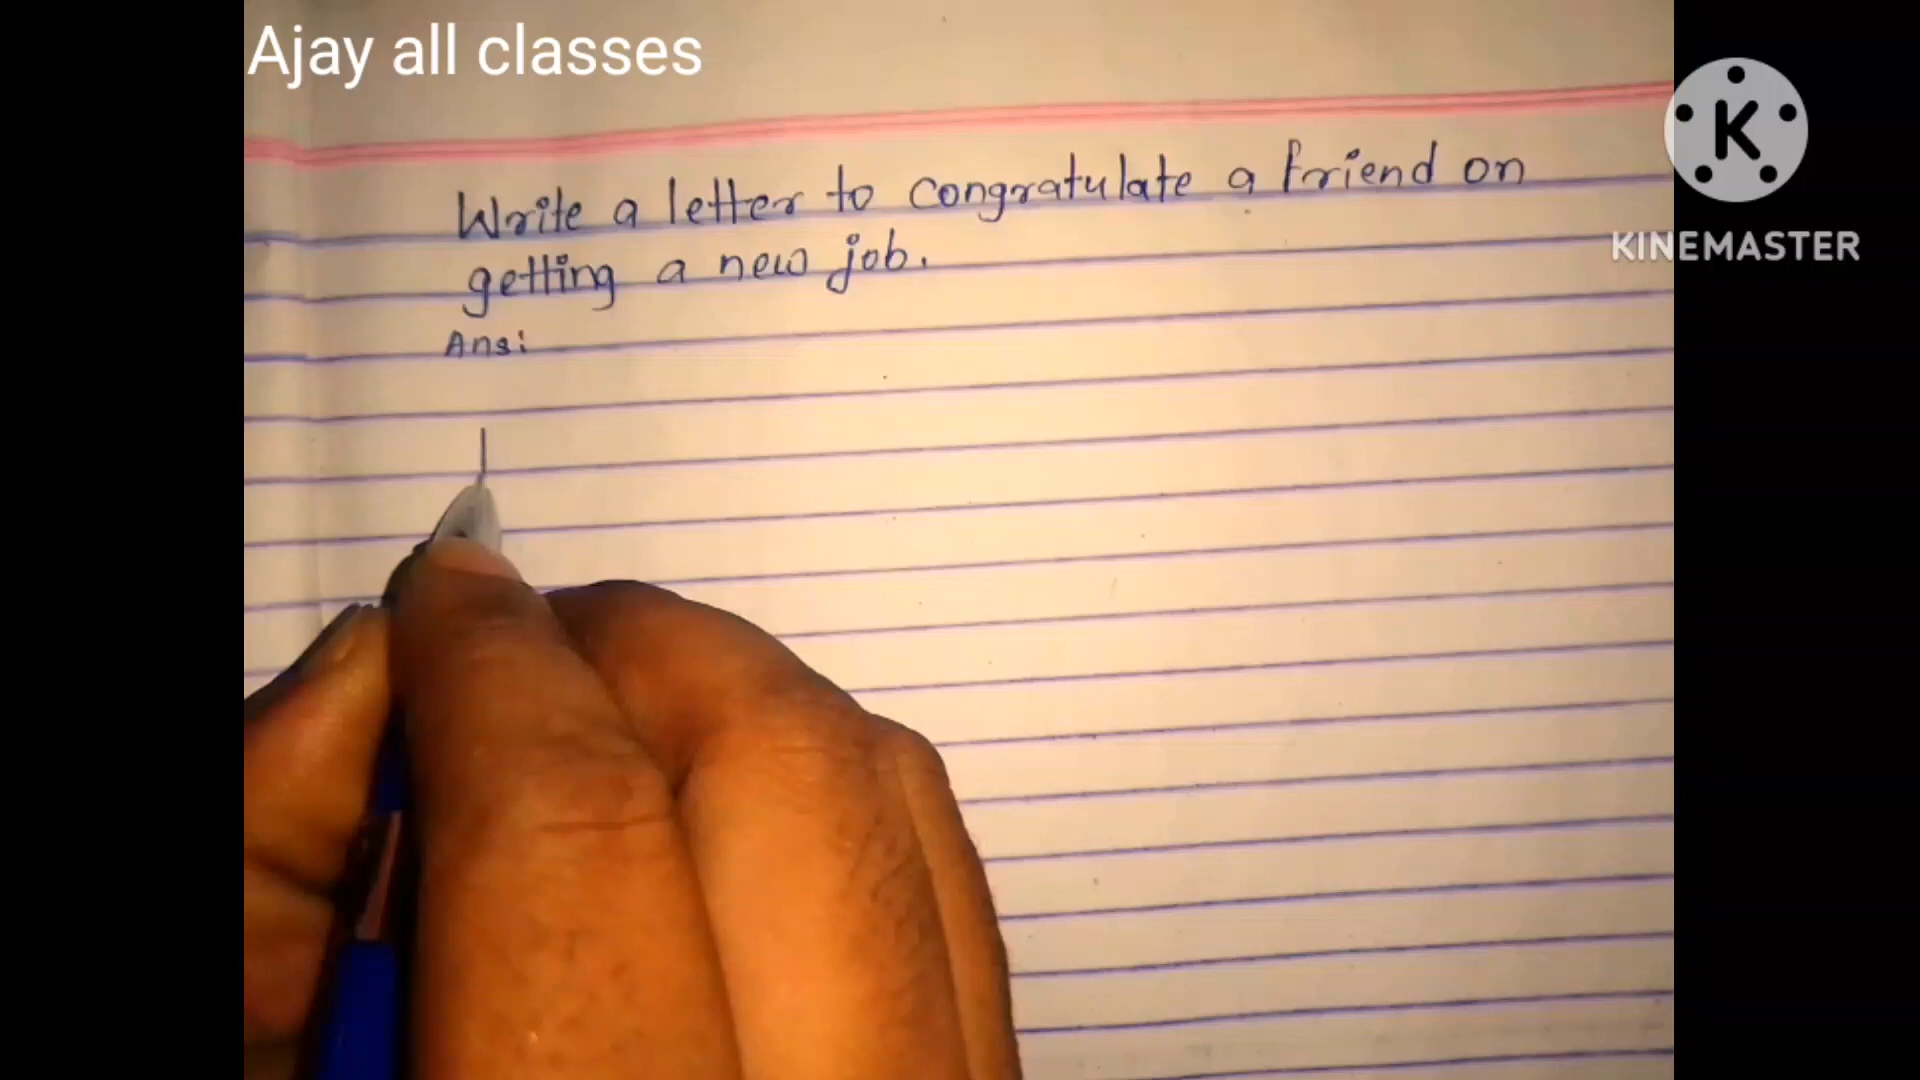 Ajay all classes
Write a letter to congratulate a friend on
getting a new job.
Ans:
K
KINEMASTER